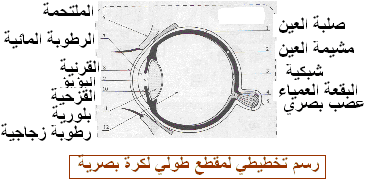 الملتحمة
الرطوبة المائية
القرنية
البؤبؤ
القزحية
بلورية
رطوبة زجاجية
صلبة العين
مشيمة العين
شبكية
البقعة العمياء
عصب بصري
رسم تخطيطي لمقطع طولي لكرة بصرية